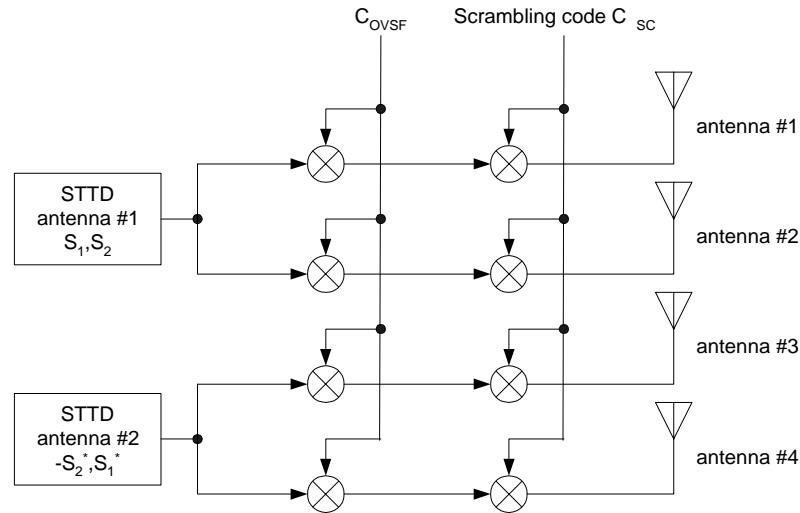 C_OVSF
Scrambling code C_SC
antenna #1
STTD
antenna #1
S_1,S_2
antenna #2
antenna #3
STTD
antenna #2
-S_2^*,S_1^*
antenna #4